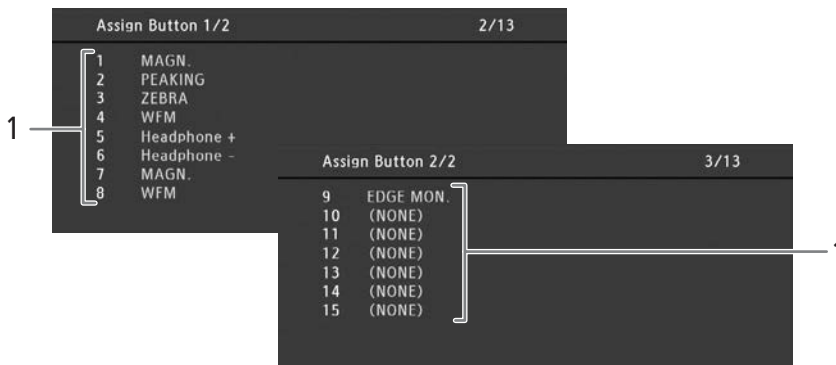 Assign Button 1/2 2/13
1 MAGN.
2 PEAKING
3 ZEBRA
4 WFM
5 Headphone +
6 Headphone -
7 MAGN.
8 WFM
1
Assign Button 2/2 3/13
9 EDGE MON.
10 (NONE)
11 (NONE)
12 (NONE)
13 (NONE)
14 (NONE)
15 (NONE)